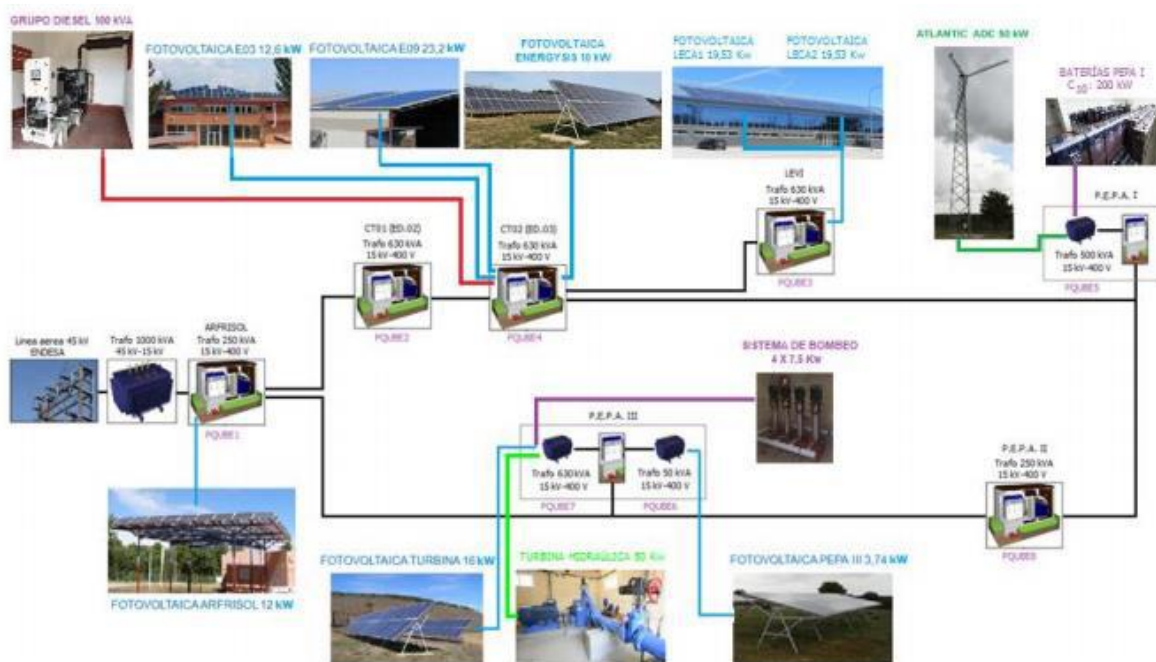 GRUPO DIESEL 100 kVA
FOTOVOLTAICA E03 12,6 kW
FOTOVOLTAICA E09 23,2 kW
FOTOVOLTAICA
ENERGYSIS 10 kW
FOTOVOLTAICA
LECA1 19,53 Kw
FOTOVOLTAICA
LECA2 19,53 Kw
ATLANTIC ADC 50 kW
BATERÍAS PEPA I
C10: 200 kW
P.E.P.A. I
Trafo 500 kVA
15 kV-400 V
PQUBE5
LEVI
Trafo 630 kVA
15 kV-400 V
PQUBE3
CT01 (ED.02)
Trafo 630 kVA
15 kV-400 V
PQUBE2
CT02 (ED.03)
Trafo 630 kVA
15 kV-400 V
PQUBE4
Linea aerea 45 kV
ENDESA
Trafo 1000 kVA
45 kV-15 kV
ARFRISOL
Trafo 250 kVA
15 kV-400 V
PQUBE1
SISTEMA DE BOMBEO
4 X 7.5 Kw
P.E.P.A. III
Trafo 630 kVA
15 kV-400 V
PQUBE7
Trafo 50 kVA
15 kV-400 V
PQUBE6
P.E.P.A. II
Trafo 250 kVA
15 kV-400 V
FOTOVOLTAICA ARFRISOL 12 kW
FOTOVOLTAICA TURBINA 16 kW
TURBINA HIDRAÚLICA 50 Kw
FOTOVOLTAICA PEPA III 3,74 kW